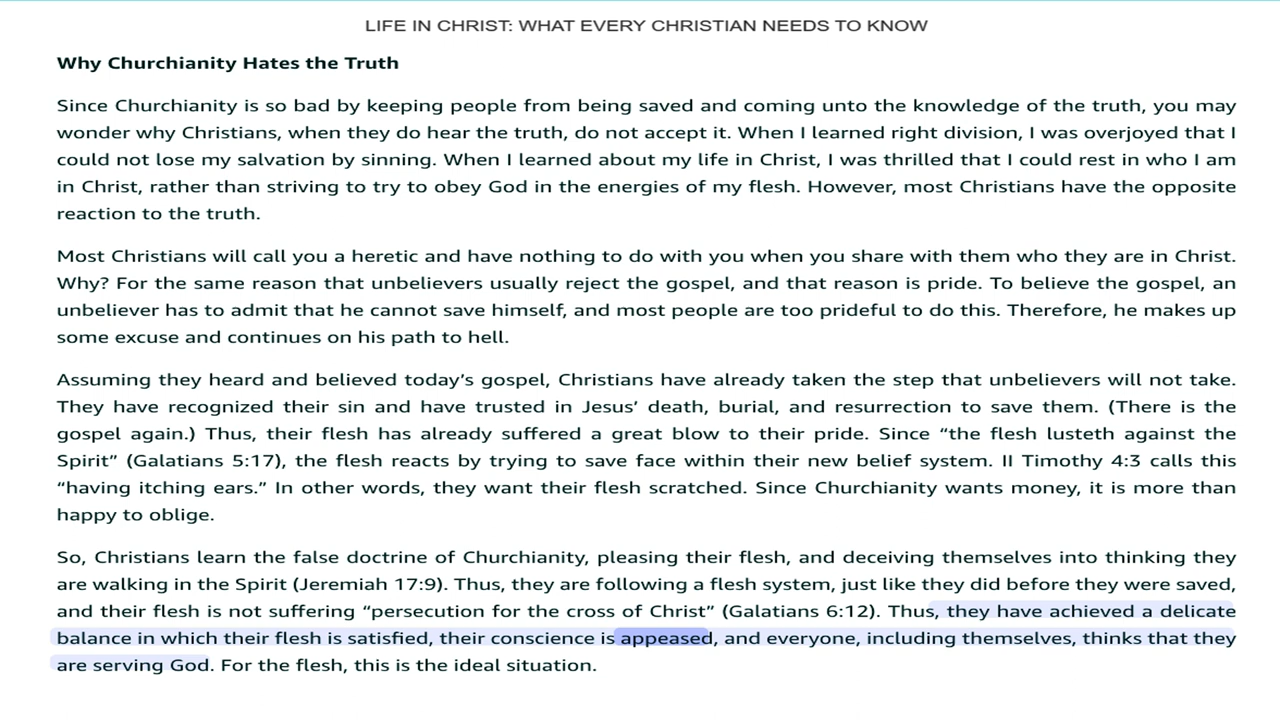 LIFE IN CHRIST: WHAT EVERY CHRISTIAN NEEDS TO KNOW
Why Churchianity Hates the Truth
Since Churchianity is so bad by keeping people from being saved and coming unto the knowledge of the truth, you may
wonder why Christians, when they do hear the truth, do not accept it. When I learned right division, I was overjoyed that I
could not lose my salvation by sinning. When I learned about my life in Christ, I was thrilled that I could rest in who I am
in Christ, rather than striving to try to obey God in the energies of my flesh. However, most Christians have the opposite
reaction to the truth.
Most Christians will call you a heretic and have nothing to do with you when you share with them who they are in Christ.
Why? For the same reason that unbelievers usually reject the gospel, and that reason is pride. To believe the gospel, an
unbeliever has to admit that he cannot save himself, and most people are too prideful to do this. Therefore, he makes up
some excuse and continues on his path to hell.
Assuming they heard and believed today’s gospel, Christians have already taken the step that unbelievers will not take.
They have recognized their sin and have trusted in Jesus’ death, burial, and resurrection to save them. (There is the
gospel again.) Thus, their flesh has already suffered a great blow to their pride. Since “the flesh lusteth against the
Spirit” (Galatians 5:17), the flesh reacts by trying to save face within their new belief system. II Timothy 4:3 calls this
“having itching ears.” In other words, they want their flesh scratched. Since Churchianity wants money, it is more than
happy to oblige.
So, Christians learn the false doctrine of Churchianity, pleasing their flesh, and deceiving themselves into thinking they
are walking in the Spirit (Jeremiah 17:9). Thus, they are following a flesh system, just like they did before they were saved,
and their flesh is not suffering “persecution for the cross of Christ” (Galatians 6:12). Thus, they have achieved a delicate
balance in which their flesh is satisfied, their conscience is appeased, and everyone, including themselves, thinks that they
are serving God. For the flesh, this is the ideal situation.